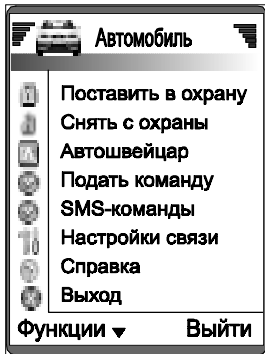 Автомобиль
Поставить в охрану
Снять с охраны
Автошвейцар
Подать команду
SMS-команды
Настройки связи
Справка
Выход
Функции Выйти